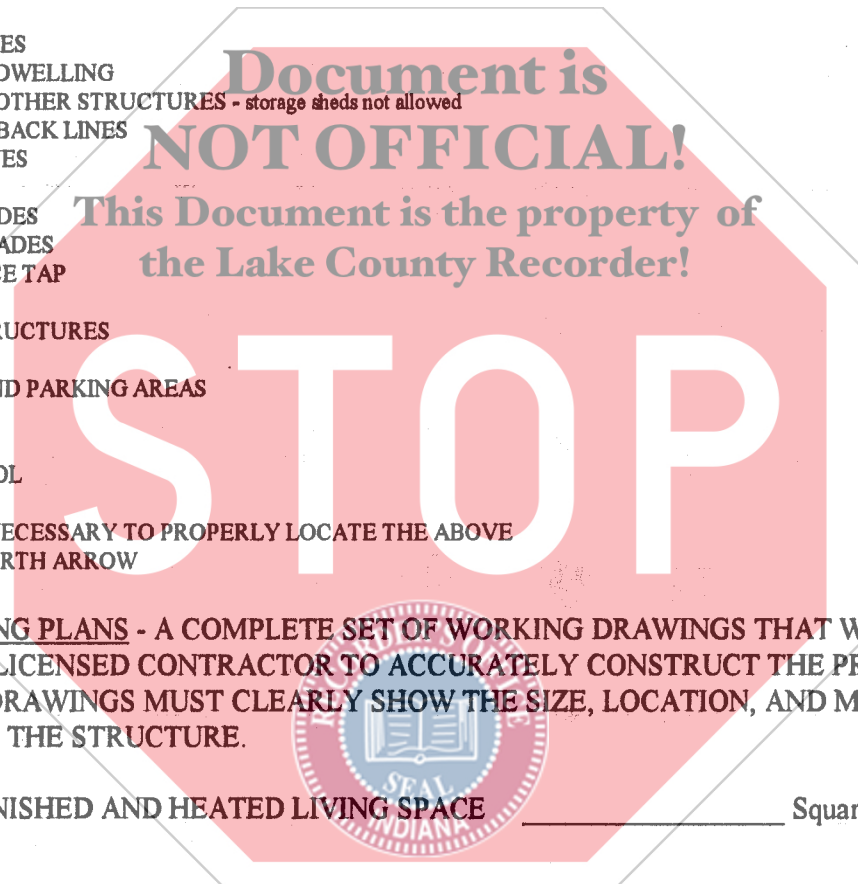 ES
DWELLING
OTHER STRUCTURES - storage sheds not allowed
BACK LINES
ES
DES
ADES
CE TAP
RUCTURES
ND PARKING AREAS
OL
ECESSARY TO PROPERLY LOCATE THE ABOVE
RTH ARROW
NG PLANS - A COMPLETE SET OF WORKING DRAWINGS THAT W
LICENSED CONTRACTOR TO ACCURATELY CONSTRUCT THE PR
DRAWINGS MUST CLEARLY SHOW THE SIZE, LOCATION, AND M
THE STRUCTURE.
NISHED AND HEATED LIVING SPACE ____________ Squar
Document is
NOT OFFICIAL!
This Document is the property of
the Lake County Recorder!
STOP
SEAL
INDIANA